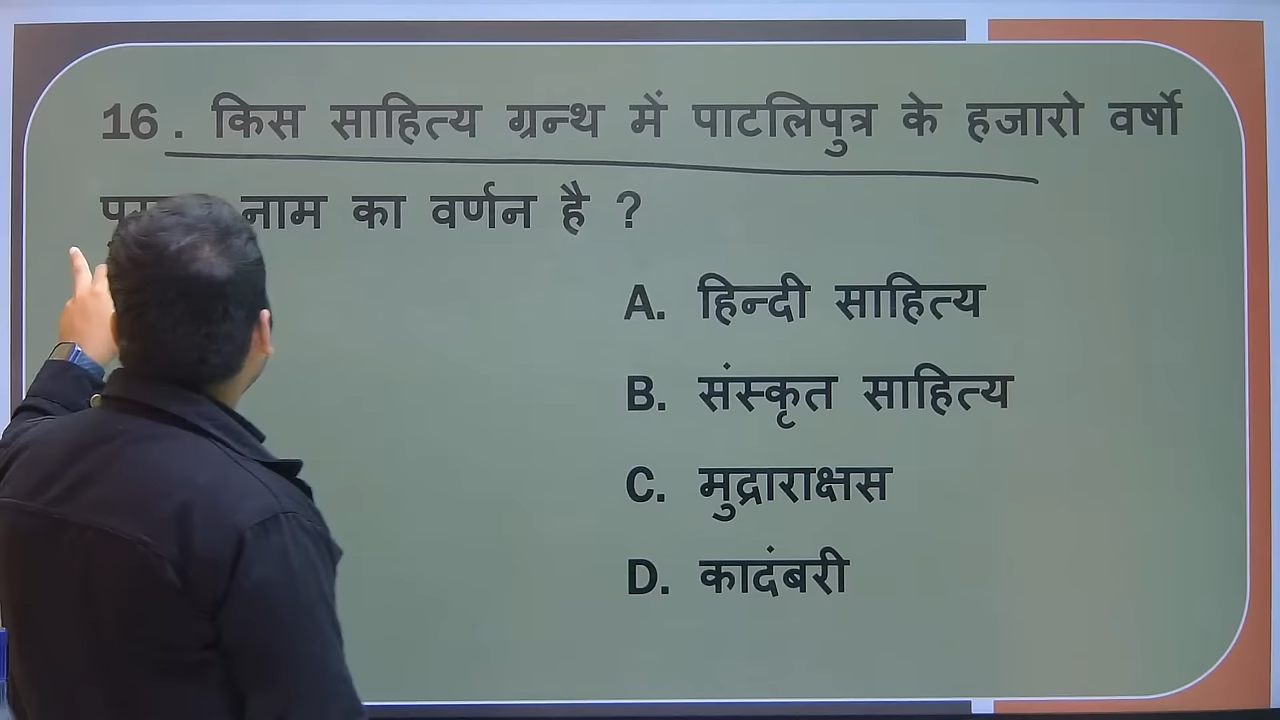 16. किस साहित्य ग्रन्थ में पाटलिपुत्र के हजारो वर्षो
नाम का वर्णन है ?
A. हिन्दी साहित्य
B. संस्कृत साहित्य
C. मुद्राराक्षस
D. कादंबरी